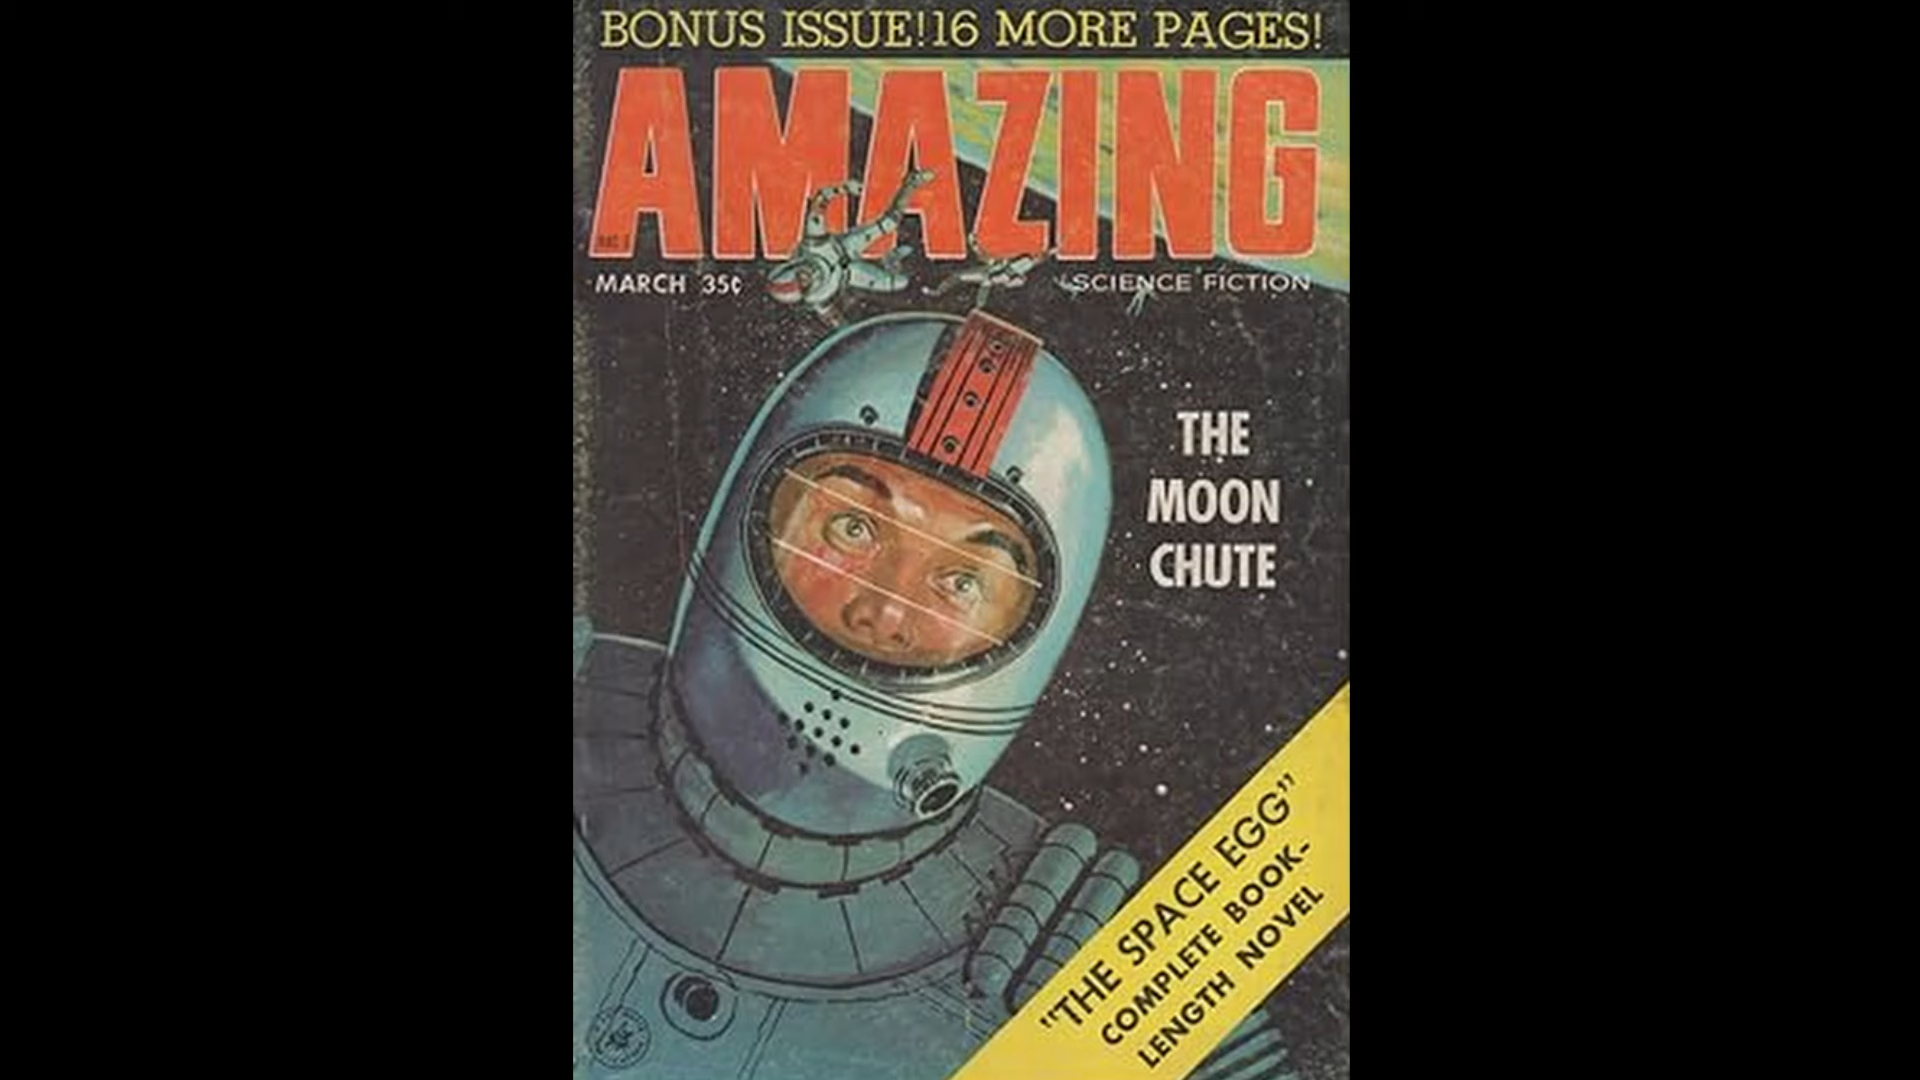 BONUS ISSUE! 16 MORE PAGES!
AMAZING
MARCH 35¢
SCIENCE FICTION
THE
MOON
CHUTE
"THE SPACE EGG"
COMPLETE BOOK-
LENGTH NOVEL